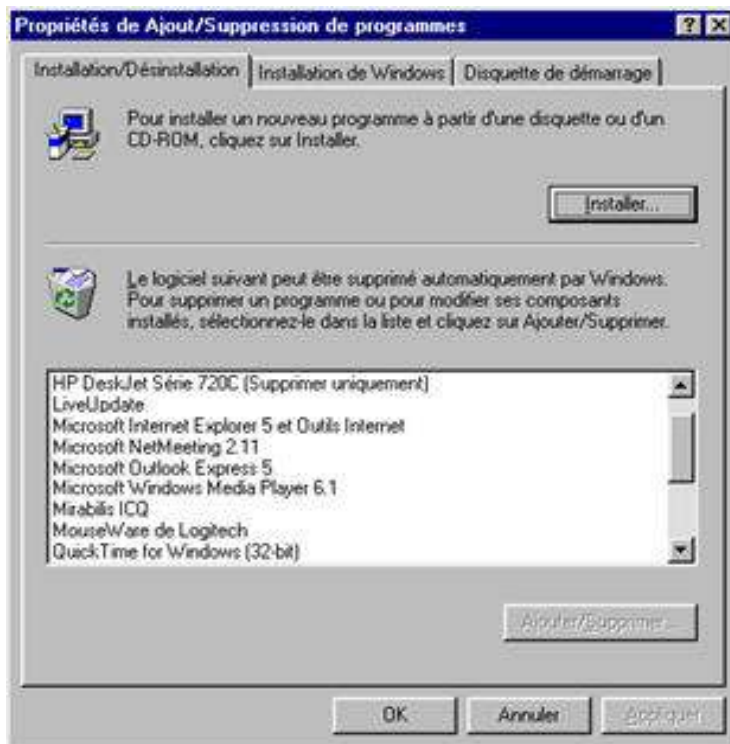 Propriétés de Ajout/Suppression de programmes
Installation/Désinstallation
Installation de Windows
Disquette de démarrage
Pour installer un nouveau programme à partir d'une disquette ou d'un
CD-ROM, cliquez sur Installer.
Installer...
Le logiciel suivant peut être supprimé automatiquement par Windows.
Pour supprimer un programme ou pour modifier ses composants
installés, sélectionnez-le dans la liste et cliquez sur Ajouter/Supprimer.
HP DeskJet Série 720C (Supprimer uniquement)
LiveUpdate
Microsoft Internet Explorer 5 et Outils Internet
Microsoft NetMeeting 2.11
Microsoft Outlook Express 5
Microsoft Windows Media Player 6.1
Mirabilis ICQ
MouseWare de Logitech
QuickTime for Windows (32-bit)
Ajouter/Supprimer...
OK
Annuler
Appliquer